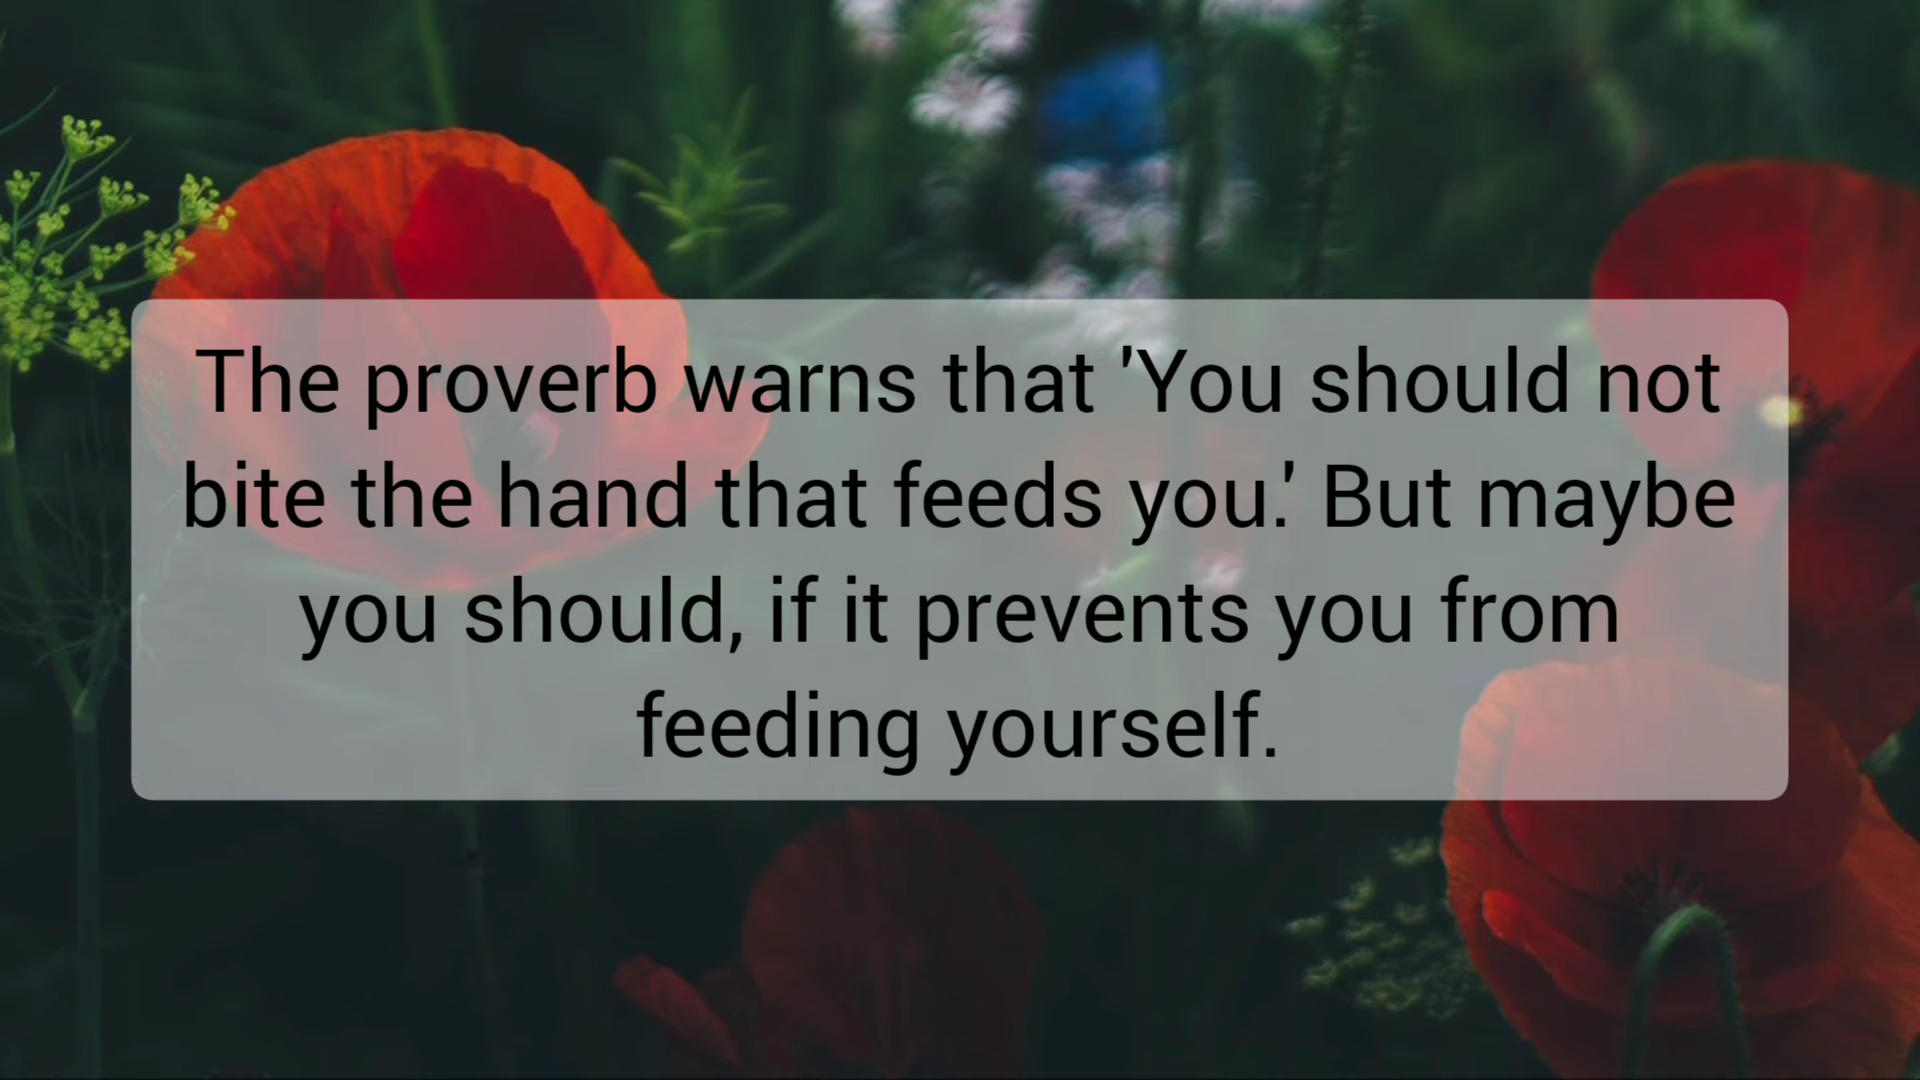 The proverb warns that 'You should not
bite the hand that feeds you.' But maybe
you should, if it prevents you from
feeding yourself.